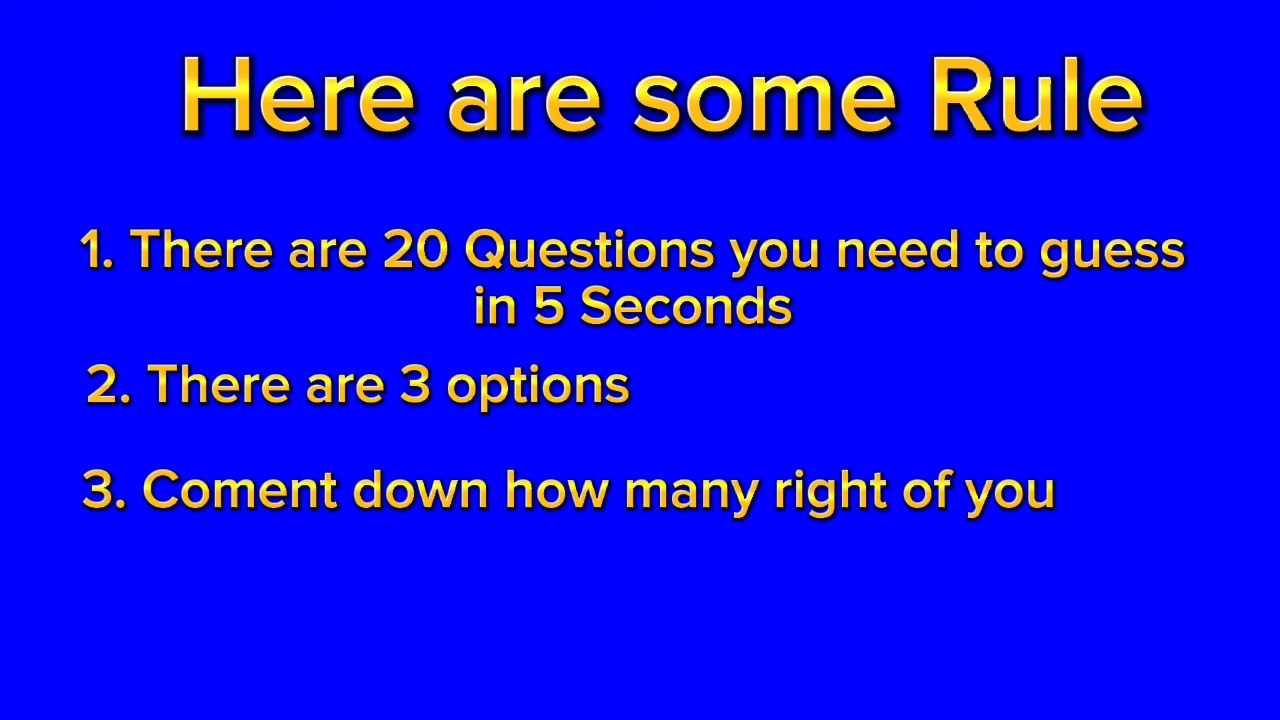 Here are some Rule
1. There are 20 Questions you need to guess
in 5 Seconds
2. There are 3 options
3. Coment down how many right of you